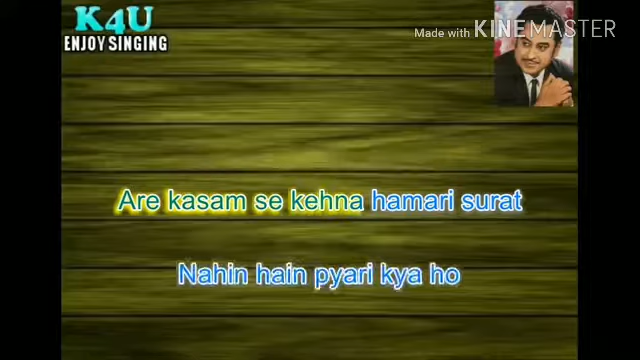 K4U
ENJOY SINGING
Made with KINEMASTER
Are kasam se kehna hamari surat
Nahin hain pyari kya ho